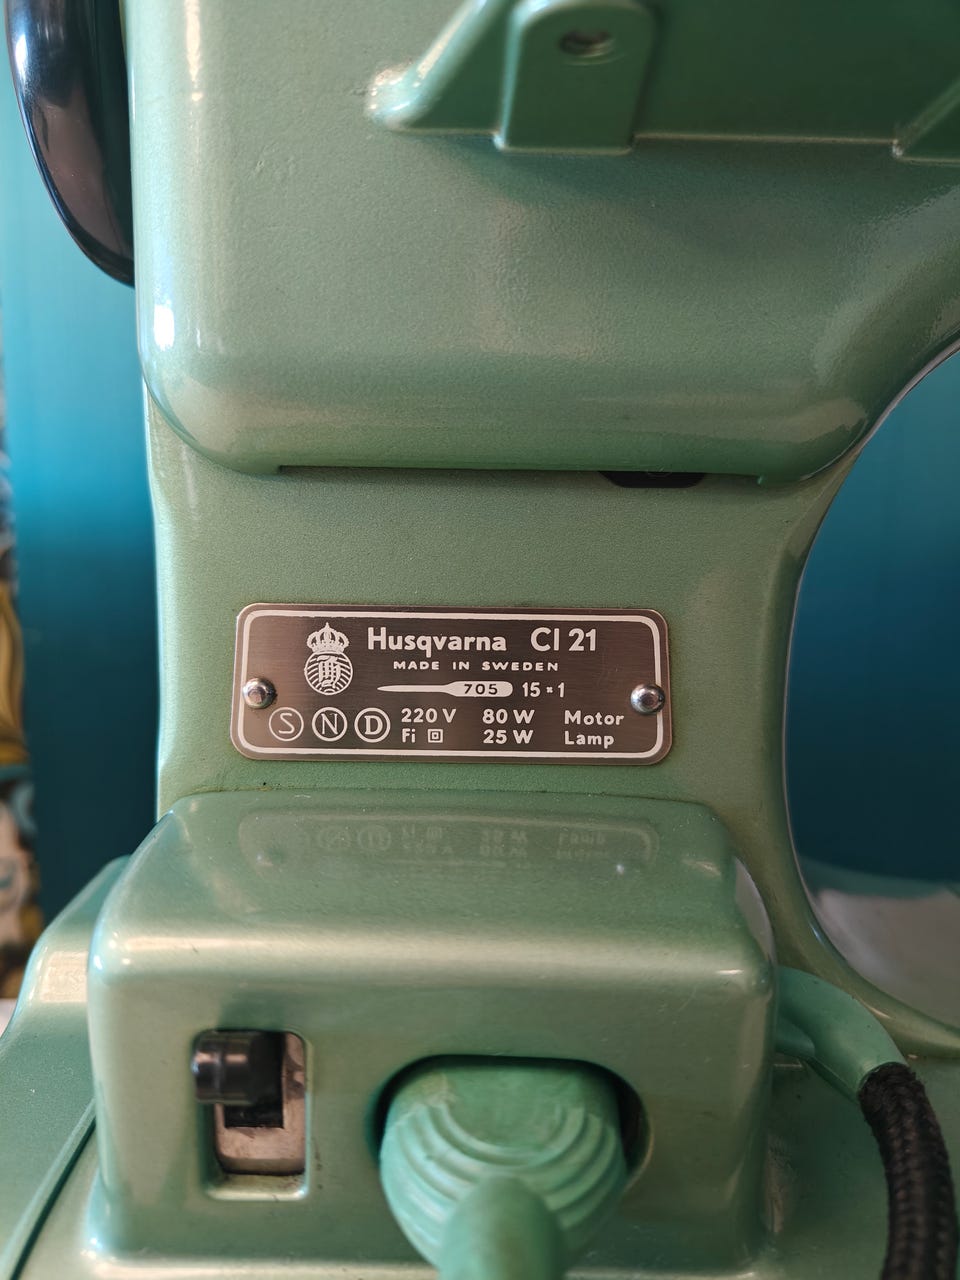 Husqvarna Cl 21
MADE IN SWEDEN
705 15×1
S N D 220 V 80 W Motor
Fi 25 W Lamp